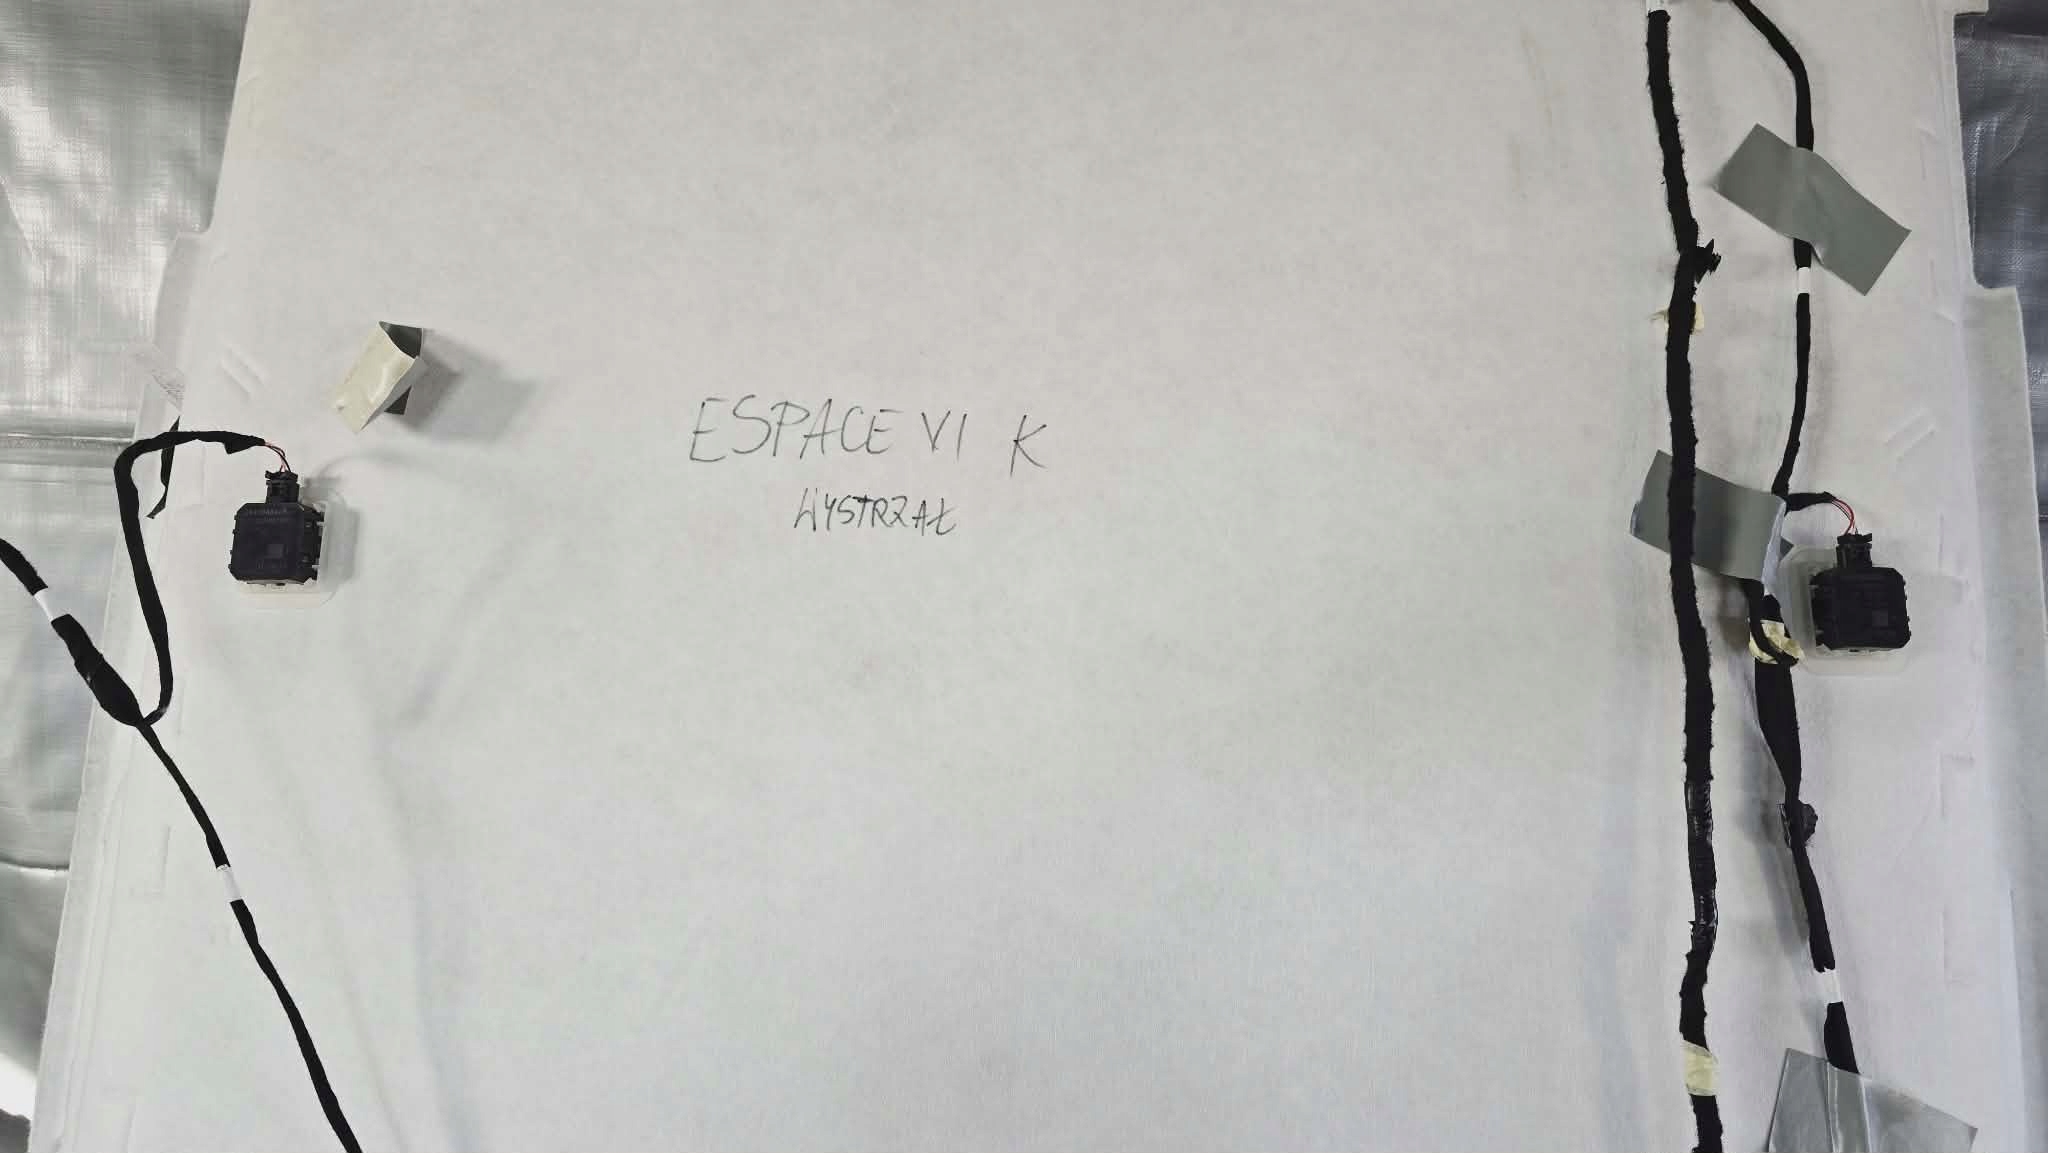 ESPACE VI K
WYSTRZAŁ